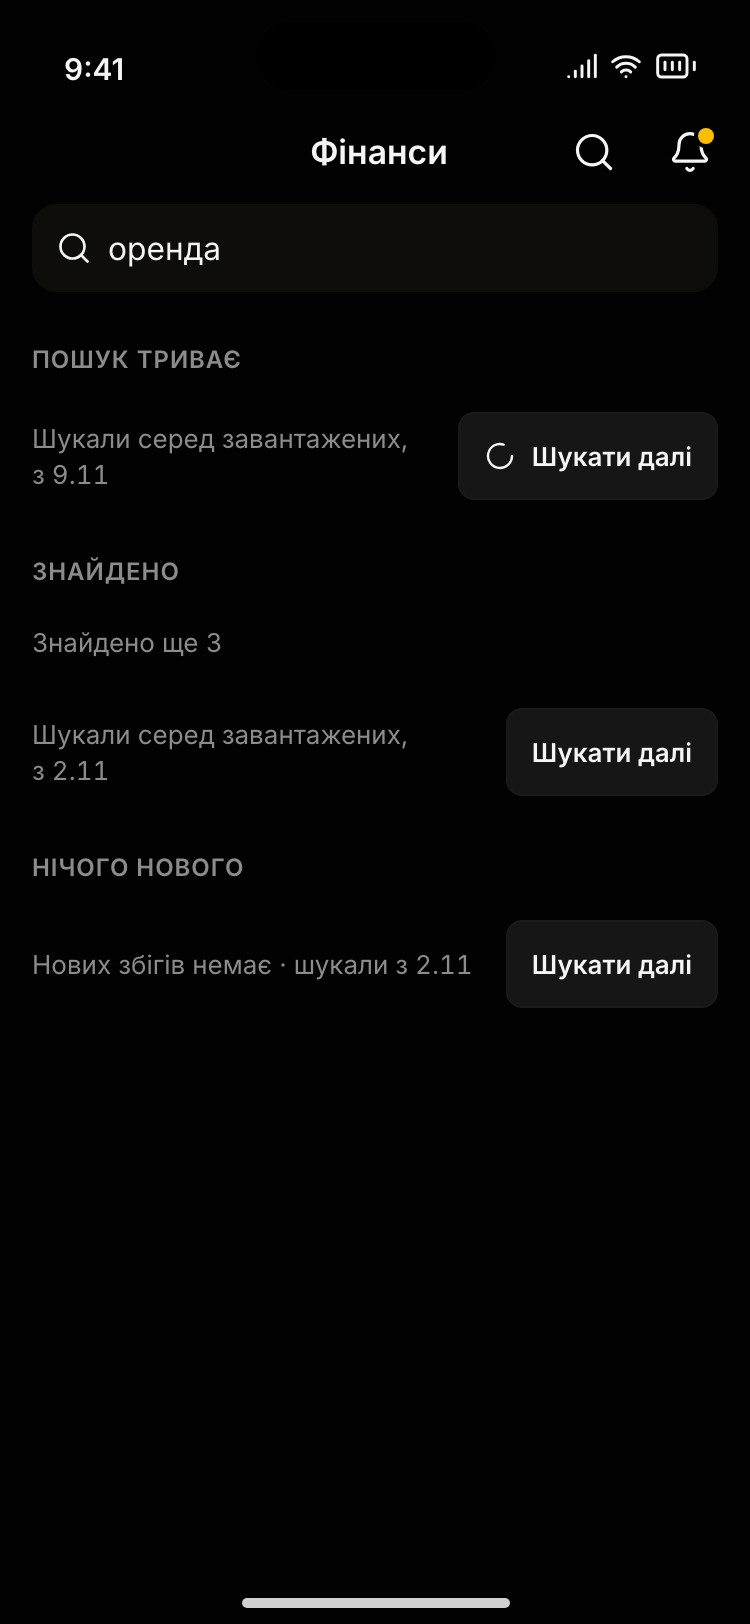 9:41
Фінанси
оренда
ПОШУК ТРИВАЄ
Шукали серед завантажених,
з 9.11
Шукати далі
ЗНАЙДЕНО
Знайдено ще 3
Шукали серед завантажених,
з 2.11
Шукати далі
НІЧОГО НОВОГО
Нових збігів немає · шукали з 2.11
Шукати далі